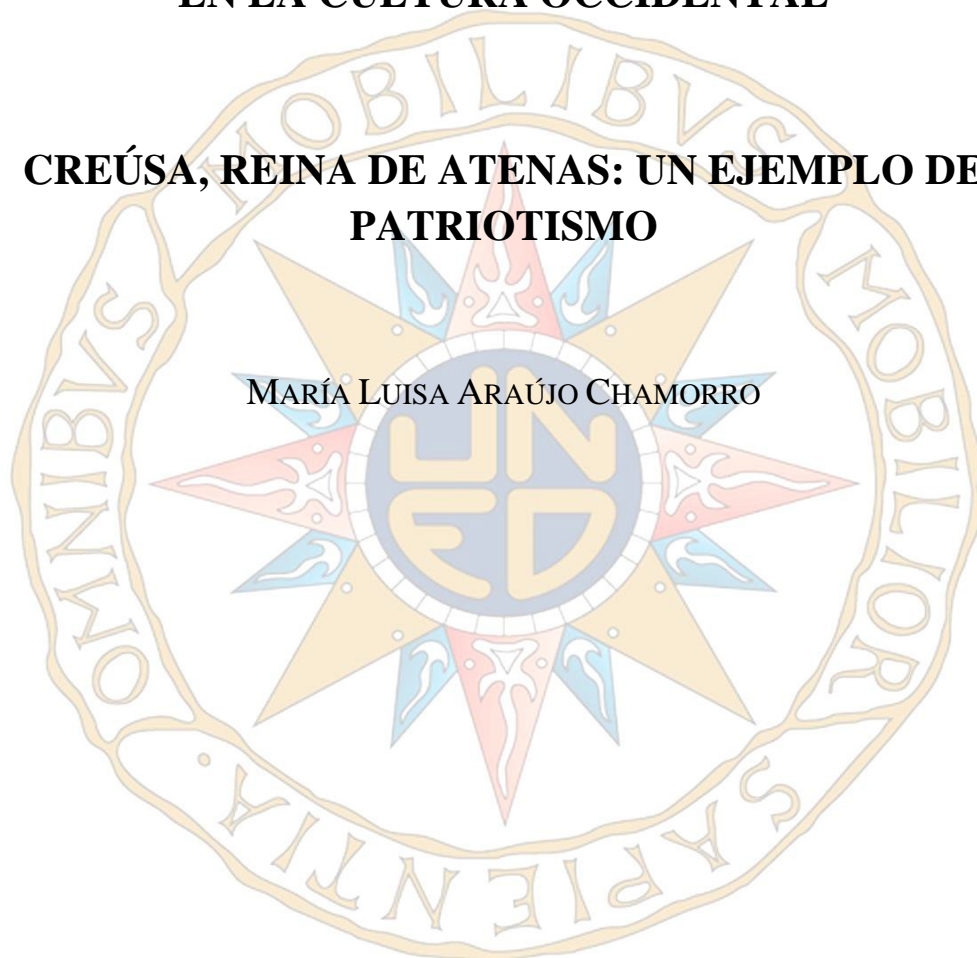 EN LA CULTURA OCCIDENTAL
CREÚSA, REINA DE ATENAS: UN EJEMPLO DE
PATRIOTISMO
MARÍA LUISA ARAÚJO CHAMORRO
OMNIBVS MOBILIBVS MOBILIOR SAPIENTIA
UNED